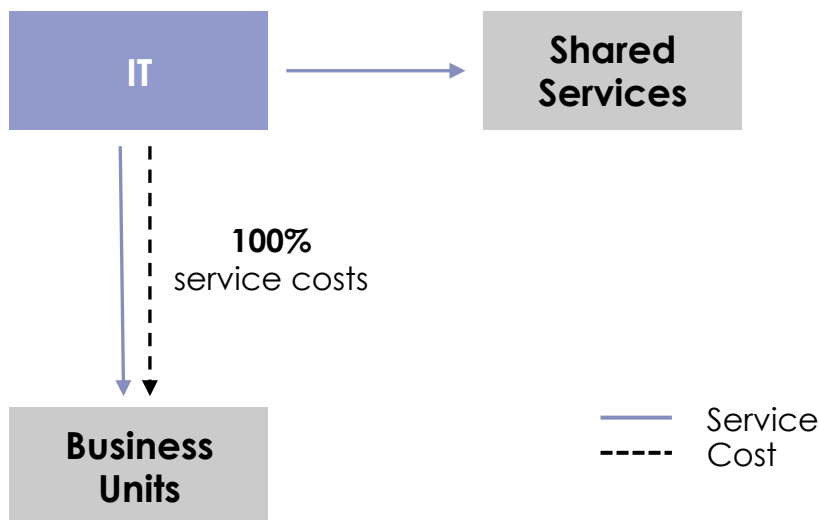 IT
Shared
Services
100%
service costs
Business
Units
Service
Cost